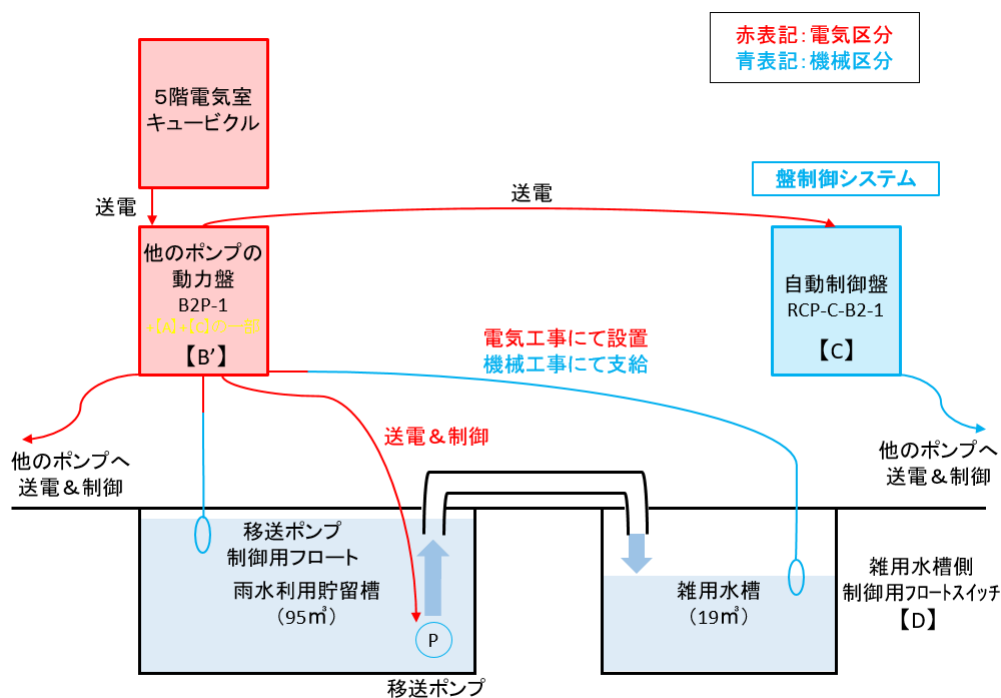 赤表記：電気区分
青表記：機械区分
5階電気室
キュービクル
送電
送電
盤制御システム
他のポンプの
動力盤
B2P-1
+【A】+【C】の一部
【B’】
自動制御盤
RCP-C-B2-1
【C】
電気工事にて設置
機械工事にて支給
送電＆制御
他のポンプへ
送電＆制御
他のポンプへ
送電＆制御
移送ポンプ
制御用フロート
雨水利用貯留槽
（95㎥）
P
移送ポンプ
雑用水槽
（19㎥）
雑用水槽側
制御用フロートスイッチ
【D】